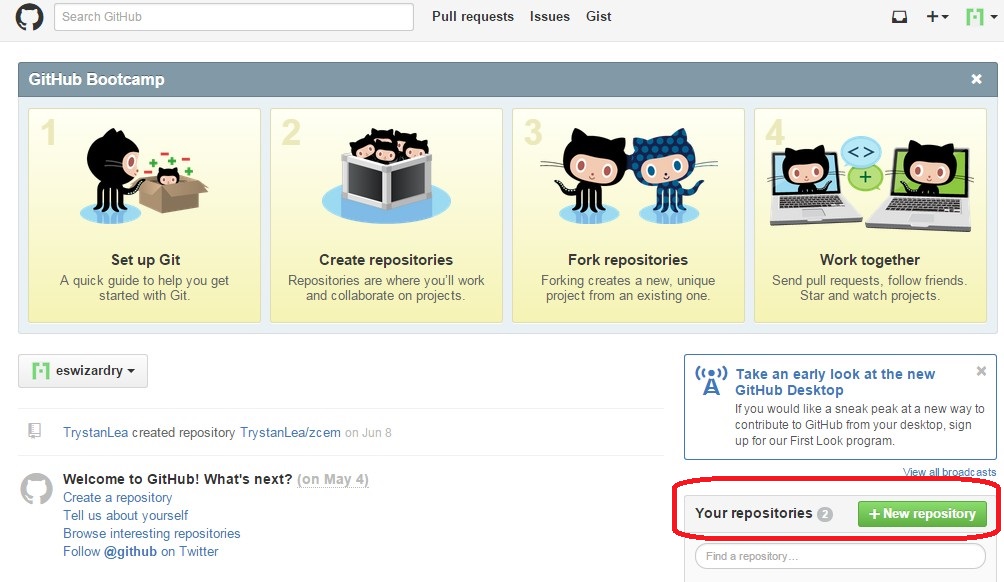 Search GitHub
Pull requests Issues Gist
GitHub Bootcamp
1
Set up Git
A quick guide to help you get
started with Git.
2
Create repositories
Repositories are where you'll work
and collaborate on projects.
3
Fork repositories
Forking creates a new, unique
project from an existing one.
4
Work together
Send pull requests, follow friends.
Star and watch projects.
eswizardry
TrystanLea created repository TrystanLea/zcem on Jun 8
Welcome to GitHub! What's next? (on May 4)
Create a repository
Tell us about yourself
Browse interesting repositories
Follow @github on Twitter
Take an early look at the new
GitHub Desktop
If you would like a sneak peak at a new way to
contribute to GitHub from your desktop, sign
up for our First Look program.
View all broadcasts
Your repositories 2
+ New repository
Find a repository...